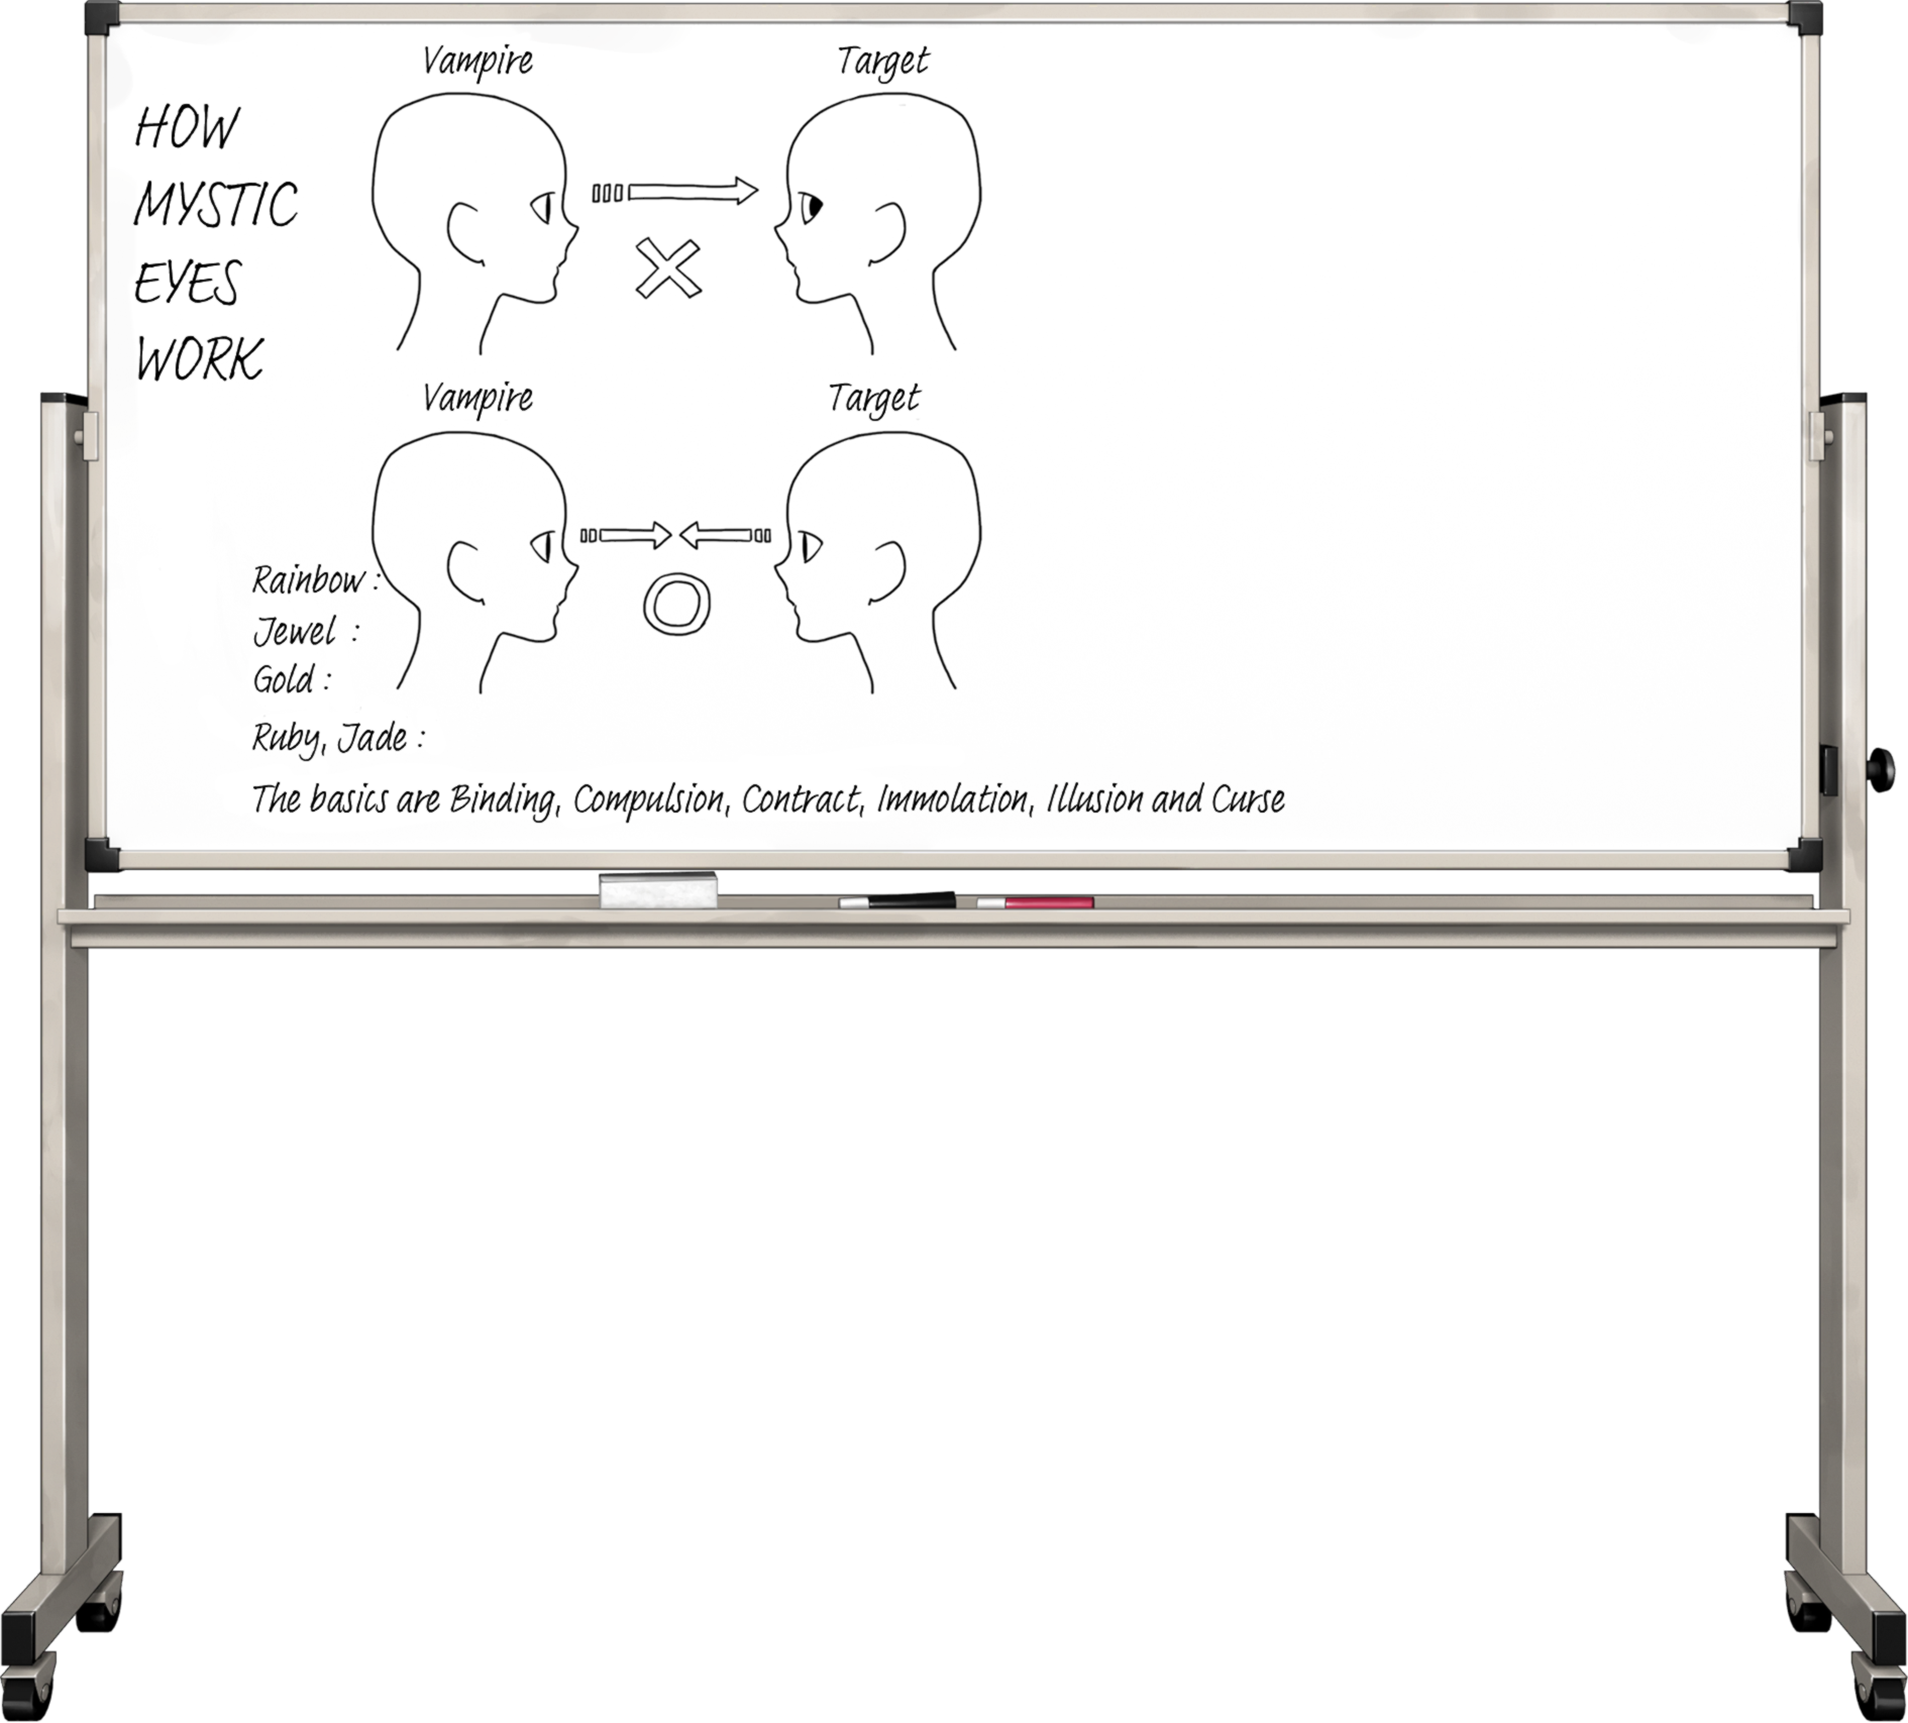 HOW
MYSTIC
EYES
WORK
Vampire
Target
Vampire
Target
Rainbow :
Jewel :
Gold :
Ruby, Jade :
The basics are Binding, Compulsion, Contract, Immolation, Illusion and Curse